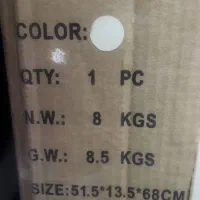 COLOR:
QTY: 1 PC
N.W.: 8 KGS
G.W.: 8.5 KGS
SIZE:51.5*13.5*68CM